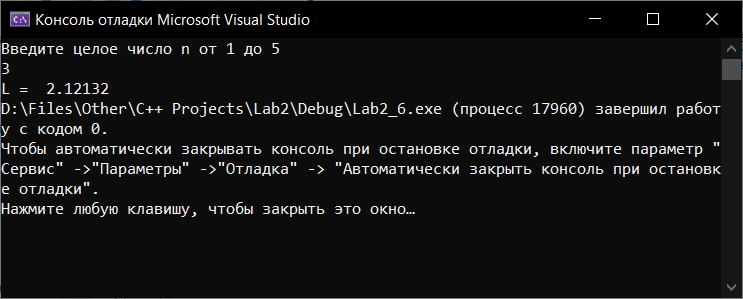 Консоль отладки Microsoft Visual Studio
Введите целое число n от 1 до 5
3
L =  2.12132
D:\Files\Other\C++ Projects\Lab2\Debug\Lab2_6.exe (процесс 17960) завершил работ
у с кодом 0.
Чтобы автоматически закрывать консоль при остановке отладки, включите параметр "
Сервис" ->"Параметры" ->"Отладка" -> "Автоматически закрыть консоль при остановк
е отладки".
Нажмите любую клавишу, чтобы закрыть это окно…